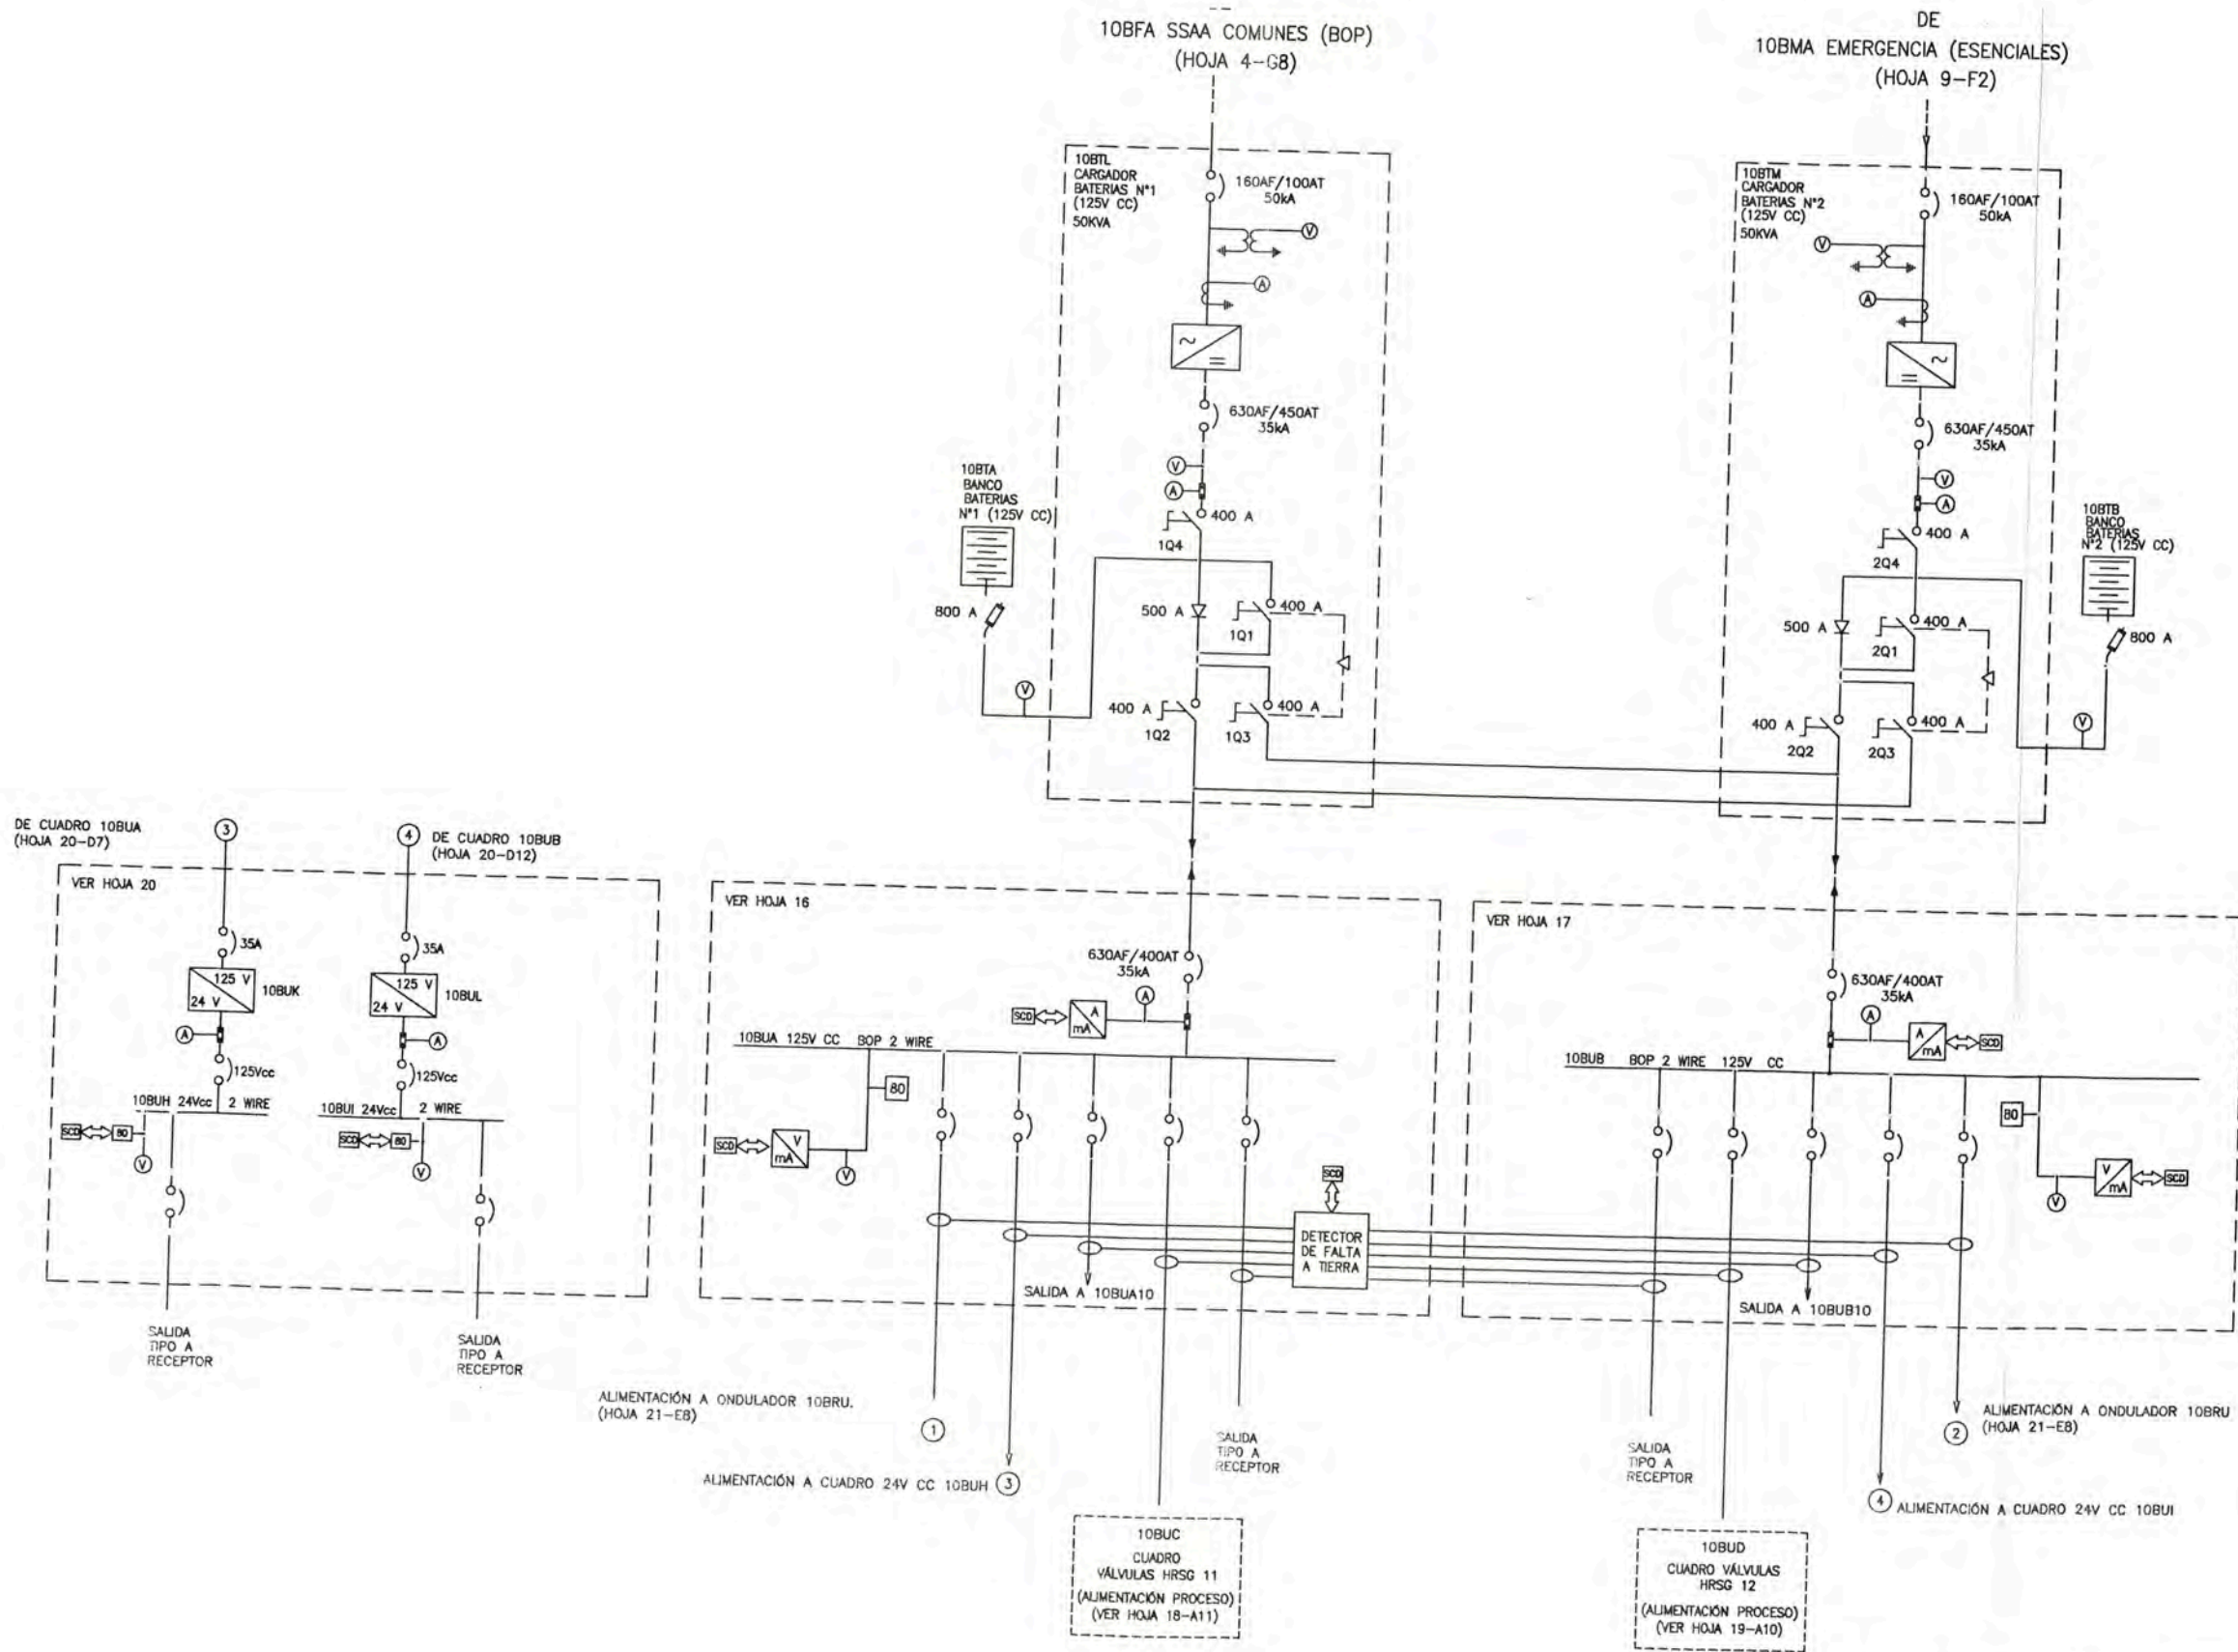 10BFA SSAA COMUNES (BOP)
(HOJA 4-G8)
DE
10BMA EMERGENCIA (ESENCIALES)
(HOJA 9-F2)
10BTL
CARGADOR
BATERIAS N°1
(125V CC)
50KVA
160AF/100AT
50kA
V
A
~
=
630AF/450AT
35kA
V
A
400 A
1Q4
10BTA
BANCO
BATERIAS
N°1 (125V CC)
800 A
V
500 A
400 A
1Q1
400 A
1Q2
400 A
1Q3
10BTM
CARGADOR
BATERIAS N°2
(125V CC)
50KVA
160AF/100AT
50kA
V
A
~
=
630AF/450AT
35kA
V
A
400 A
2Q4
10BTB
BANCO
BATERIAS
N°2 (125V CC)
800 A
V
500 A
400 A
2Q1
400 A
2Q2
400 A
2Q3
DE CUADRO 10BUA
(HOJA 20-D7)
3
4
DE CUADRO 10BUB
(HOJA 20-D12)
VER HOJA 20
35A
125 V
24 V
10BUK
A
125Vcc
10BUH 24Vcc 2 WIRE
SCD
80
V
35A
125 V
24 V
10BUL
A
125Vcc
10BUI 24Vcc 2 WIRE
SCD
80
V
SALIDA
TIPO A
RECEPTOR
SALIDA
TIPO A
RECEPTOR
VER HOJA 16
630AF/400AT
35kA
A
SCD
A
mA
10BUA 125V CC BOP 2 WIRE
80
SCD
V
mA
V
SCD
DETECTOR
DE FALTA
A TIERRA
SALIDA A 10BUA10
ALIMENTACIÓN A ONDULADOR 10BRU.
(HOJA 21-E8)
1
ALIMENTACIÓN A CUADRO 24V CC 10BUH
3
SALIDA
TIPO A
RECEPTOR
10BUC
CUADRO
VÁLVULAS HRSG 11
(ALIMENTACIÓN PROCESO)
(VER HOJA 18-A11)
VER HOJA 17
630AF/400AT
35kA
A
A
mA
SCD
10BUB BOP 2 WIRE 125V CC
80
V
mA
SCD
V
SALIDA A 10BUB10
SALIDA
TIPO A
RECEPTOR
2
ALIMENTACIÓN A ONDULADOR 10BRU
(HOJA 21-E8)
4
ALIMENTACIÓN A CUADRO 24V CC 10BUI
10BUD
CUADRO VÁLVULAS
HRSG 12
(ALIMENTACIÓN PROCESO)
(VER HOJA 19-A10)